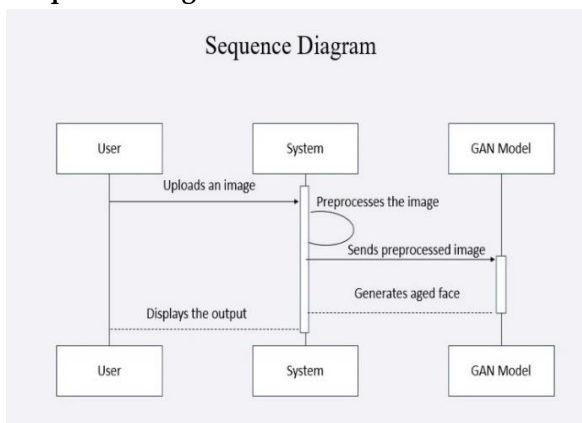 Sequence Diagram
User
System
GAN Model
Uploads an image
Preprocesses the image
Sends preprocessed image
Generates aged face
Displays the output
User
System
GAN Model